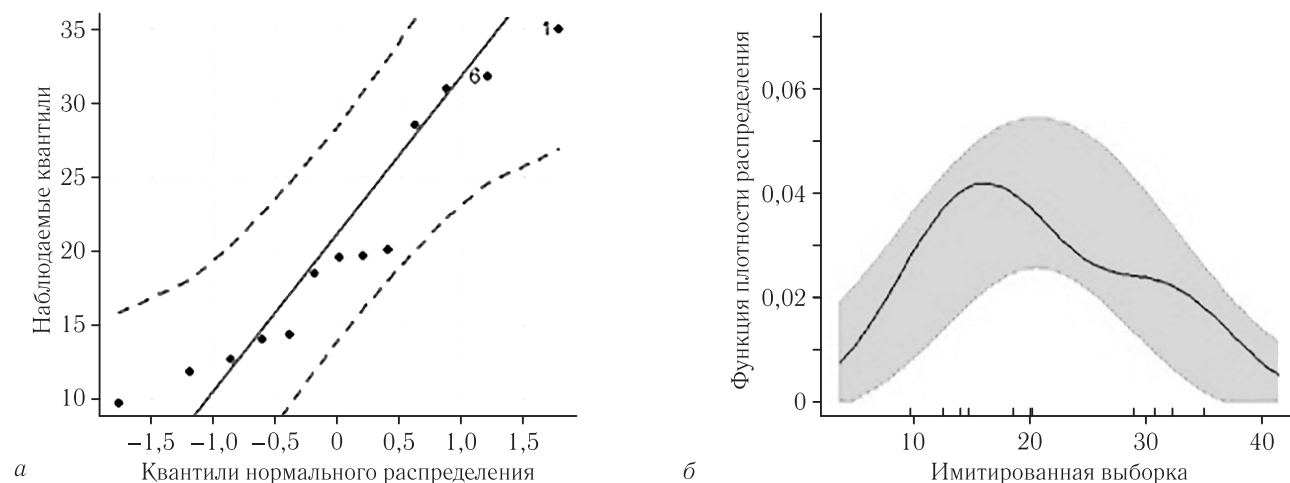 35
30
25
20
15
10
Наблюдаемые квантили
1
6
−1,5 −1,0 −0,5 0 0,5 1,0 1,5
Квантили нормального распределения
а
0,06
0,04
0,02
0
Функция плотности распределения
10 20 30 40
Имитированная выборка
б